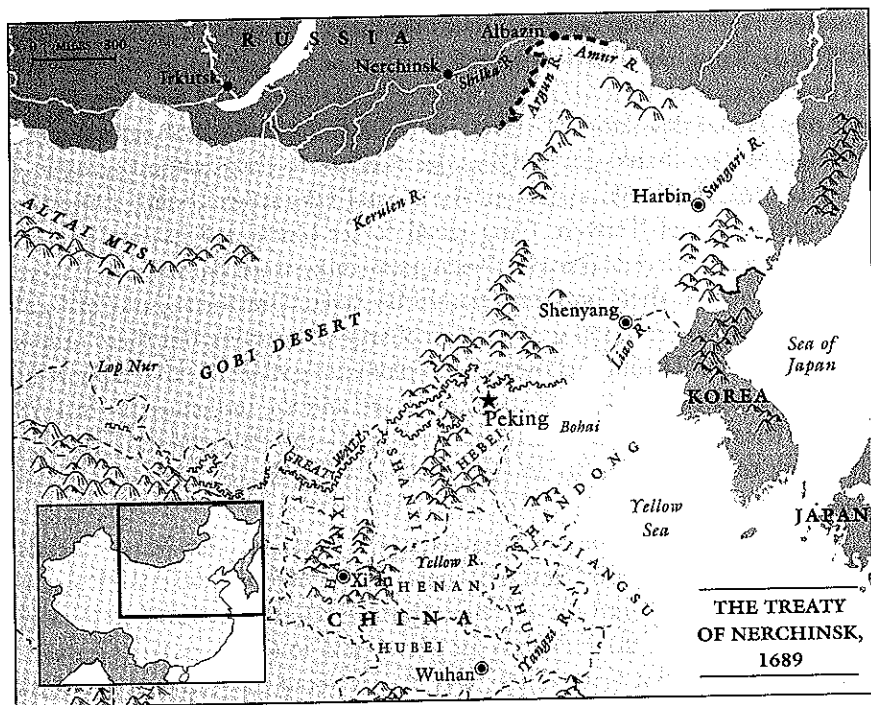 0 MILES 300
RUSSIA
Albazin
Irkutsk
Nerchinsk
Shilka R.
Argun R.
Amur R.
Harbin
Sungari R.
Kerulen R.
ALTAI MTS.
GOBI DESERT
Lop Nur
Shenyang
Liao R.
Sea of
Japan
KOREA
Peking
Bohai
GREAT WALL
SHANXI
HEBEI
SHANDONG
Yellow
Sea
JAPAN
SHAANXI
Yellow R.
JIANGSU
Xi'an
HENAN
ANHUI
CHINA
HUBEI
Yangzi R.
Wuhan
THE TREATY
OF NERCHINSK,
1689